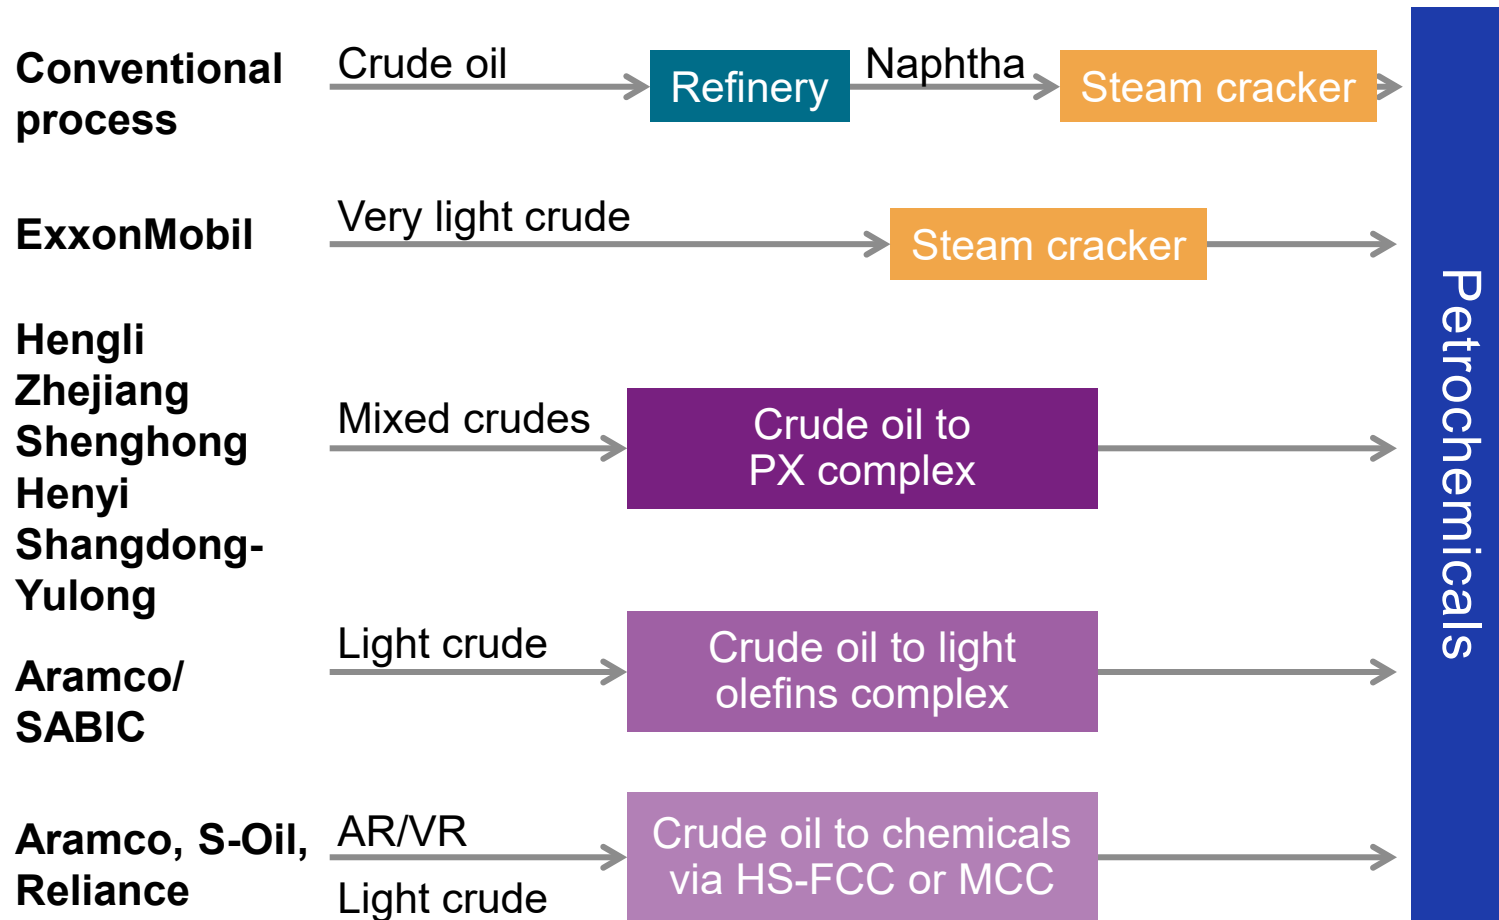 Conventional
process
Crude oil
Refinery
Naphtha
Steam cracker
ExxonMobil
Very light crude
Steam cracker
Hengli
Zhejiang
Shenghong
Henyi
Shangdong-
Yulong
Mixed crudes
Crude oil to
PX complex
Aramco/
SABIC
Light crude
Crude oil to light
olefins complex
Aramco, S-Oil,
Reliance
AR/VR
Light crude
Crude oil to chemicals
via HS-FCC or MCC
Petrochemicals